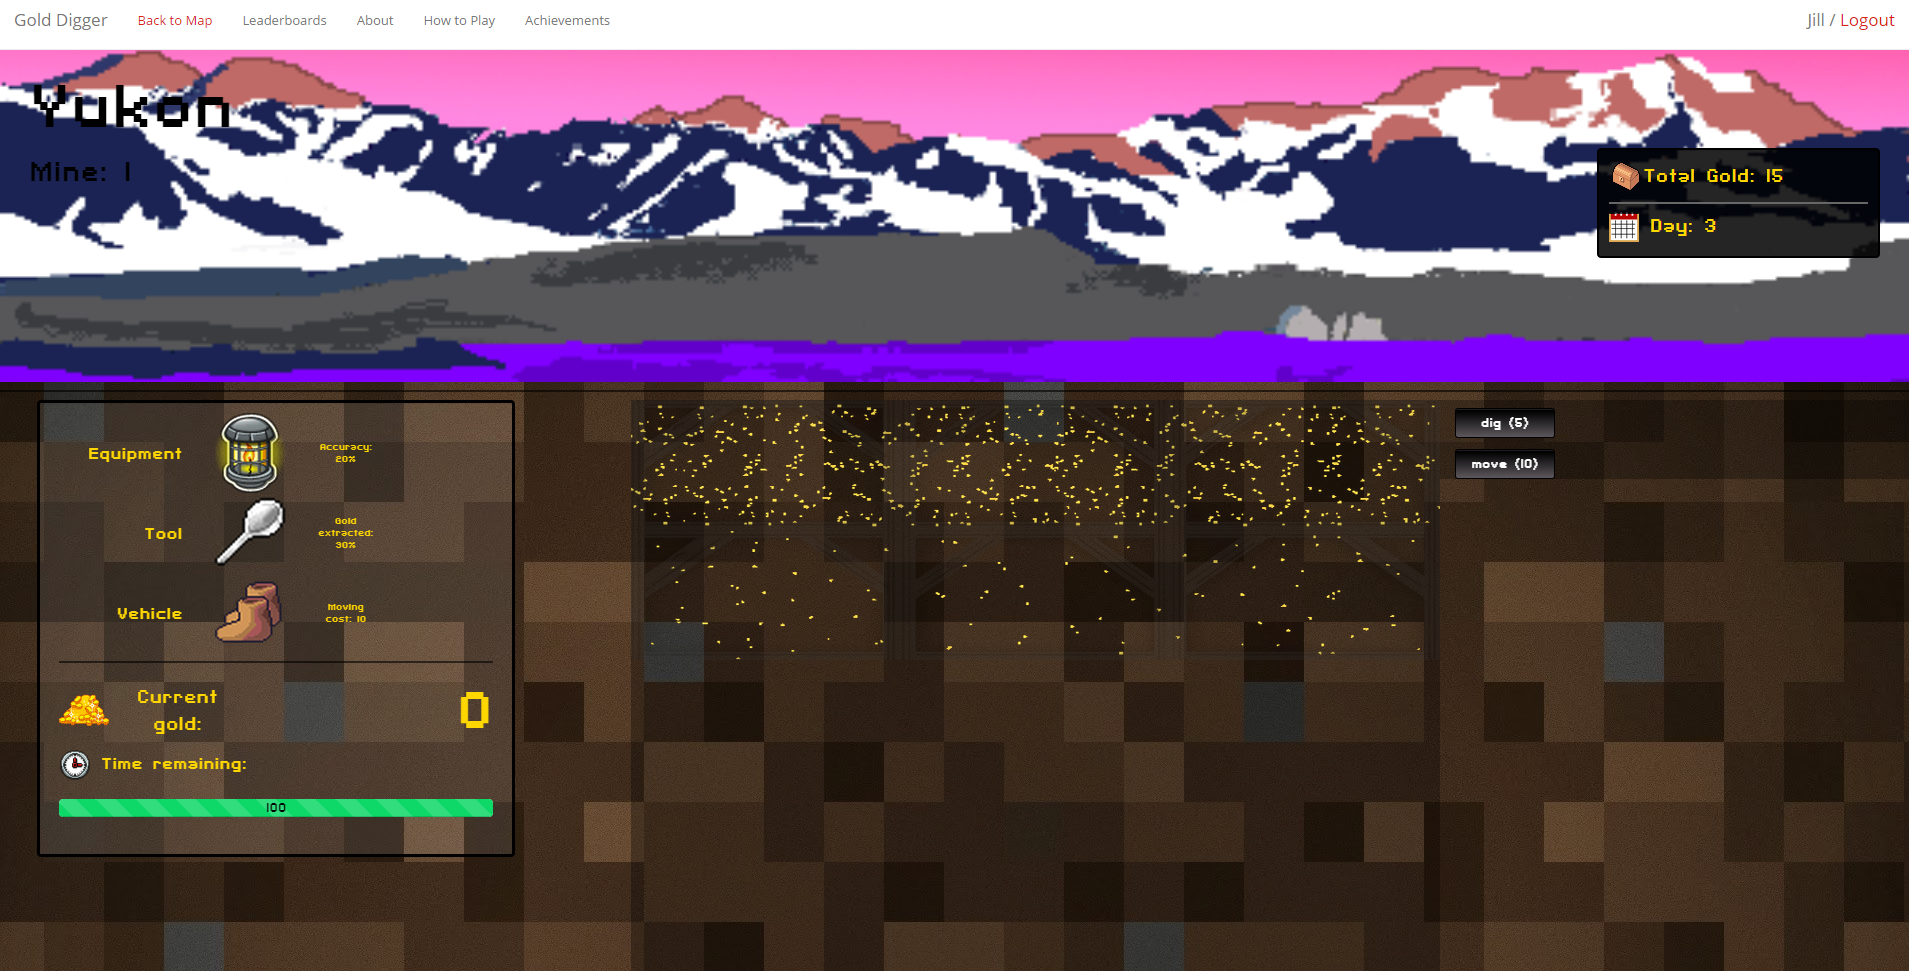 Gold Digger Back to Map Leaderboards About How to Play Achievements Jill / Logout
Yukon
Mine: 1
Total Gold: 15
Day: 3
Equipment
Accuracy:
20%
Tool
Gold
extracted:
30%
Vehicle
Moving
cost: 10
Current
gold:
0
Time remaining:
100
dig (5)
move (10)